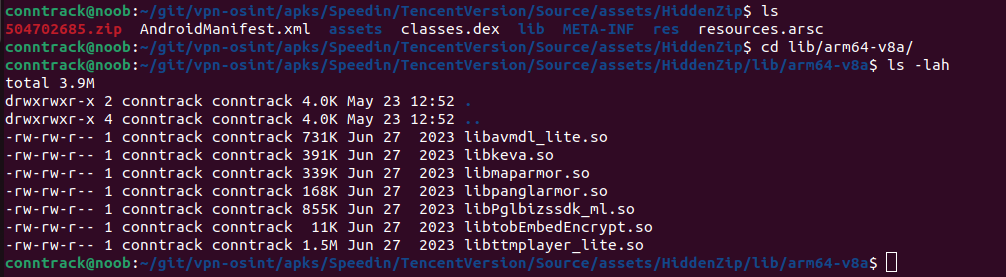 conntrack@noob:~/git/vpn-osint/apks/Speedin/TencentVersion/Source/assets/HiddenZip$ ls
504702685.zip AndroidManifest.xml assets classes.dex lib META-INF res resources.arsc
conntrack@noob:~/git/vpn-osint/apks/Speedin/TencentVersion/Source/assets/HiddenZip$ cd lib/arm64-v8a/
conntrack@noob:~/git/vpn-osint/apks/Speedin/TencentVersion/Source/assets/HiddenZip/lib/arm64-v8a$ ls -lah
total 3.9M
drwxrwxr-x 2 conntrack conntrack 4.0K May 23 12:52 .
drwxrwxr-x 4 conntrack conntrack 4.0K May 23 12:52 ..
-rw-rw-r-- 1 conntrack conntrack 731K Jun 27  2023 libavmdl_lite.so
-rw-rw-r-- 1 conntrack conntrack 391K Jun 27  2023 libkeva.so
-rw-rw-r-- 1 conntrack conntrack 339K Jun 27  2023 libmaparmor.so
-rw-rw-r-- 1 conntrack conntrack 168K Jun 27  2023 libpanglarmor.so
-rw-rw-r-- 1 conntrack conntrack 855K Jun 27  2023 libPglbizssdk_ml.so
-rw-rw-r-- 1 conntrack conntrack  11K Jun 27  2023 libtobEmbedEncrypt.so
-rw-rw-r-- 1 conntrack conntrack 1.5M Jun 27  2023 libttmplayer_lite.so
conntrack@noob:~/git/vpn-osint/apks/Speedin/TencentVersion/Source/assets/HiddenZip/lib/arm64-v8a$